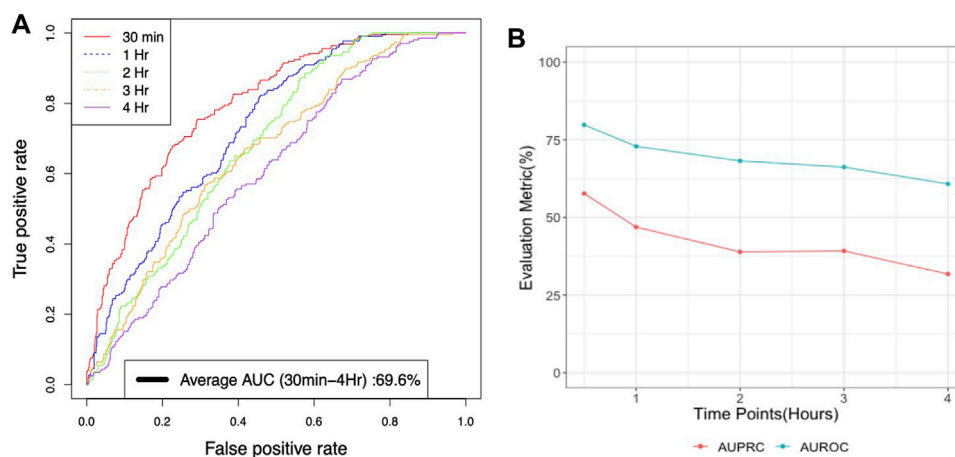 A
30 min
1 Hr
2 Hr
3 Hr
4 Hr
True positive rate
1.0
0.8
0.6
0.4
0.2
0.0
Average AUC (30min−4Hr) :69.6%
0.0 0.2 0.4 0.6 0.8 1.0
False positive rate
B
Evaluation Metric(%)
100
75
50
25
0
1 2 3 4
Time Points(Hours)
AUPRC AUROC